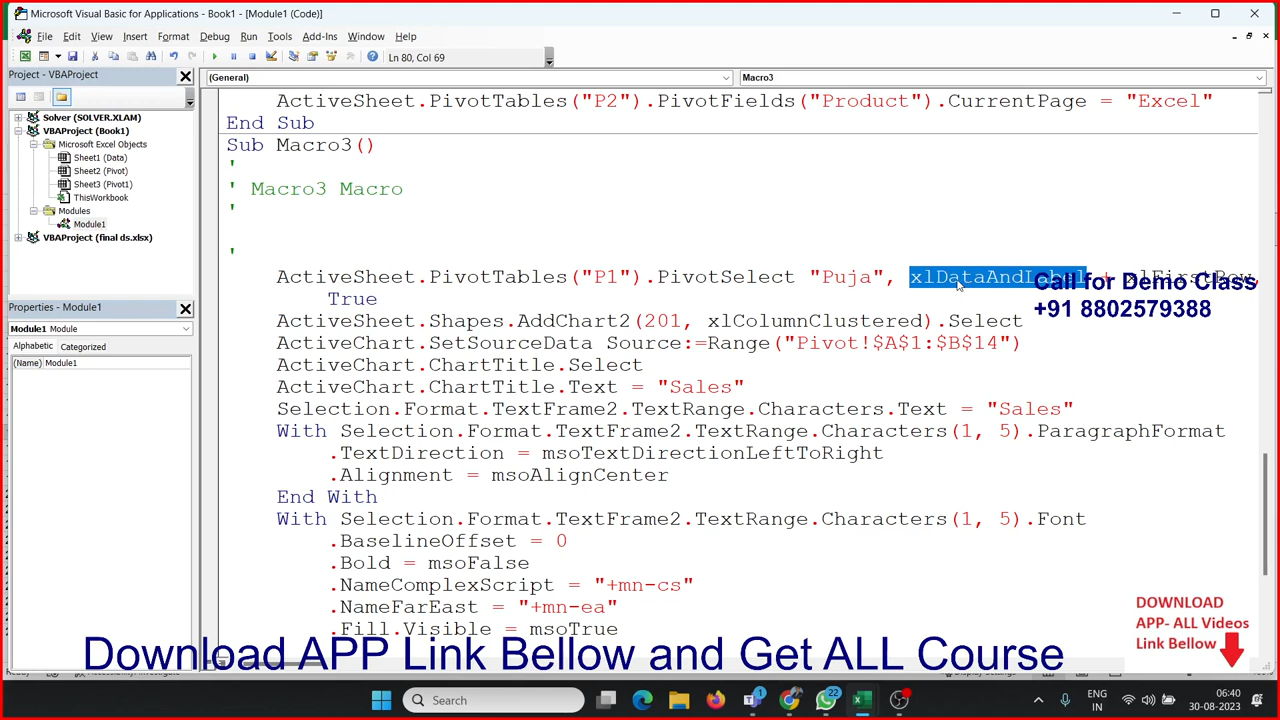 Microsoft Visual Basic for Applications - Book1 - [Module1 (Code)]
File Edit View Insert Format Debug Run Tools Add-Ins Window Help
Ln 80, Col 69
Project - VBAProject
(General)
Macro3
Solver (SOLVER.XLAM)
VBAProject (Book1)
Microsoft Excel Objects
Sheet1 (Data)
Sheet2 (Pivot)
Sheet3 (Pivot1)
ThisWorkbook
Modules
Module1
VBAProject (final ds.xlsx)
Properties - Module1
Module1 Module
Alphabetic Categorized
(Name) Module1
ActiveSheet.PivotTables("P2").PivotFields("Product").CurrentPage = "Excel"
End Sub
Sub Macro3()
'
' Macro3 Macro
'
'
ActiveSheet.PivotTables("P1").PivotSelect "Puja", xlDataAndLabel + xlFirstRow,
True
ActiveSheet.Shapes.AddChart2(201, xlColumnClustered).Select
ActiveChart.SetSourceData Source:=Range("Pivot!$A$1:$B$14")
ActiveChart.ChartTitle.Select
ActiveChart.ChartTitle.Text = "Sales"
Selection.Format.TextFrame2.TextRange.Characters.Text = "Sales"
With Selection.Format.TextFrame2.TextRange.Characters(1, 5).ParagraphFormat
.TextDirection = msoTextDirectionLeftToRight
.Alignment = msoAlignCenter
End With
With Selection.Format.TextFrame2.TextRange.Characters(1, 5).Font
.BaselineOffset = 0
.Bold = msoFalse
.NameComplexScript = "+mn-cs"
.NameFarEast = "+mn-ea"
.Fill.Visible = msoTrue
Call for Demo Class
+91 8802579388
DOWNLOAD
APP- ALL Videos
Link Bellow
Download APP Link Bellow and Get ALL Course
Search
1
22
ENG
IN
06:40
30-08-2023